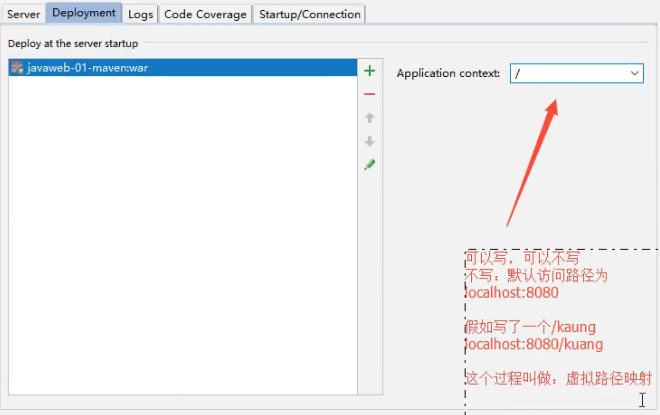 Server Deployment Logs Code Coverage Startup/Connection
Deploy at the server startup
javaweb-01-maven:war
Application context: /
可以写，可以不写
不写：默认访问路径为
localhost:8080
假如写了一个/kaung
localhost:8080/kuang
这个过程叫做：虚拟路径映射